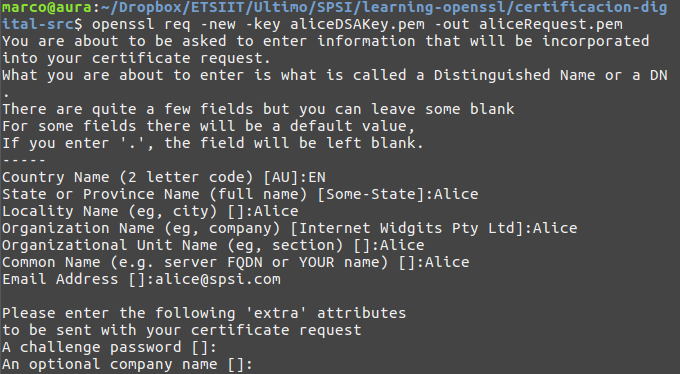 marco@aura:~/Dropbox/ETSIIT/Ultimo/SPSI/learning-openssl/certificacion-dig
ital-src$ openssl req -new -key aliceDSAKey.pem -out aliceRequest.pem
You are about to be asked to enter information that will be incorporated
into your certificate request.
What you are about to enter is what is called a Distinguished Name or a DN
.
There are quite a few fields but you can leave some blank
For some fields there will be a default value,
If you enter '.', the field will be left blank.
-----
Country Name (2 letter code) [AU]:EN
State or Province Name (full name) [Some-State]:Alice
Locality Name (eg, city) []:Alice
Organization Name (eg, company) [Internet Widgits Pty Ltd]:Alice
Organizational Unit Name (eg, section) []:Alice
Common Name (e.g. server FQDN or YOUR name) []:Alice
Email Address []:alice@spsi.com

Please enter the following 'extra' attributes
to be sent with your certificate request
A challenge password []:
An optional company name []: